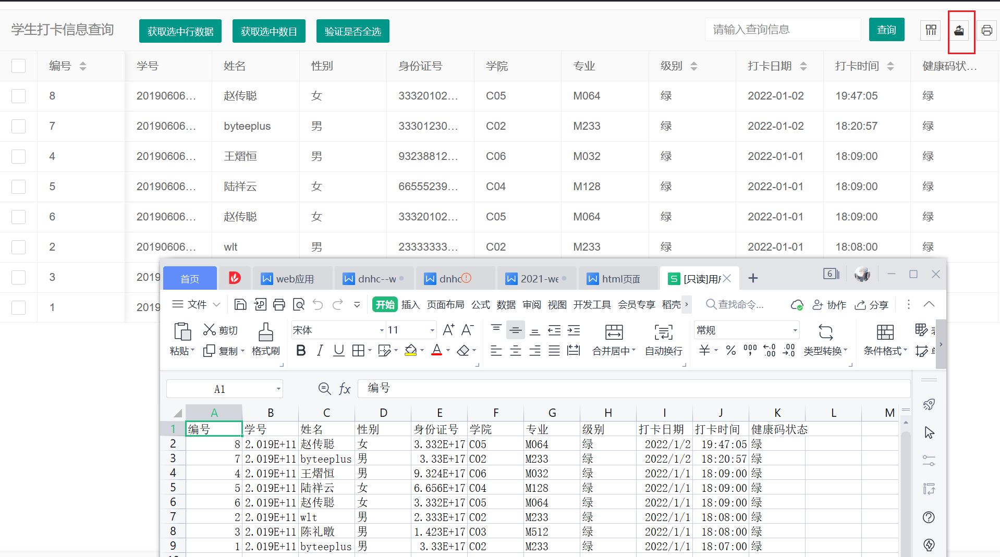 学生打卡信息查询 获取选中行数据 获取选中数目 验证是否全选 请输入查询信息 查询
编号 学号 姓名 性别 身份证号 学院 专业 级别 打卡日期 打卡时间 健康码状...
8 20190606... 赵传聪 女 33320102... C05 M064 绿 2022-01-02 19:47:05 绿
7 20190606... byteeplus 男 33301230... C02 M233 绿 2022-01-02 18:20:57 绿
4 20190606... 王熠恒 男 93238812... C06 M032 绿 2022-01-01 18:09:00 绿
5 20190606... 陆祥云 女 66555239... C04 M128 绿 2022-01-01 18:09:00 绿
6 20190606... 赵传聪 女 33320102... C05 M064 绿 2022-01-01 18:09:00 绿
2 20190606... wlt 男 23333333... C02 M233 绿 2022-01-01 18:08:00 绿
3 2019
1 2019
首页 web应用 dnhc--w dnhc 2021-we html页面 [只读]用户 6
文件 开始 插入 页面布局 公式 数据 审阅 视图 开发工具 会员专享 稻壳 查找命令... 协作 分享
剪切 宋体 11 常规
粘贴 复制 格式刷 合并居中 自动换行 类型转换 条件格式
A1 fx 编号
A B C D E F G H I J K L M
1 编号 学号 姓名 性别 身份证号 学院 专业 级别 打卡日期 打卡时间 健康码状态
2 8 2.019E+11 赵传聪 女 3.332E+17 C05 M064 绿 2022/1/2 19:47:05 绿
3 7 2.019E+11 byteeplus 男 3.33E+17 C02 M233 绿 2022/1/2 18:20:57 绿
4 4 2.019E+11 王熠恒 男 9.324E+17 C06 M032 绿 2022/1/1 18:09:00 绿
5 5 2.019E+11 陆祥云 女 6.656E+17 C04 M128 绿 2022/1/1 18:09:00 绿
6 6 2.019E+11 赵传聪 女 3.332E+17 C05 M064 绿 2022/1/1 18:09:00 绿
7 2 2.019E+11 wlt 男 2.333E+17 C02 M233 绿 2022/1/1 18:08:00 绿
8 3 2.019E+11 陈礼暾 男 1.423E+17 C03 M512 绿 2022/1/1 18:08:00 绿
9 1 2.019E+11 byteeplus 男 3.33E+17 C02 M233 绿 2022/1/1 18:07:00 绿